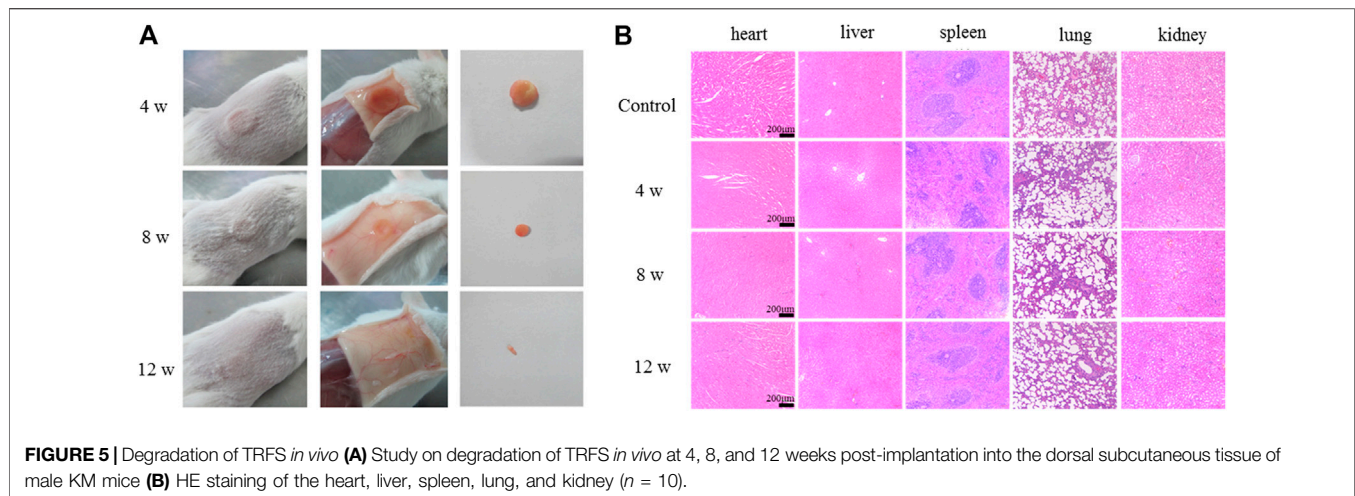 A
B
heart liver spleen lung kidney
4 w
8 w
12 w
Control
200μm
4 w
200μm
8 w
200μm
12 w
200μm
FIGURE 5 | Degradation of TRFS in vivo (A) Study on degradation of TRFS in vivo at 4, 8, and 12 weeks post-implantation into the dorsal subcutaneous tissue of
male KM mice (B) HE staining of the heart, liver, spleen, lung, and kidney (n = 10).